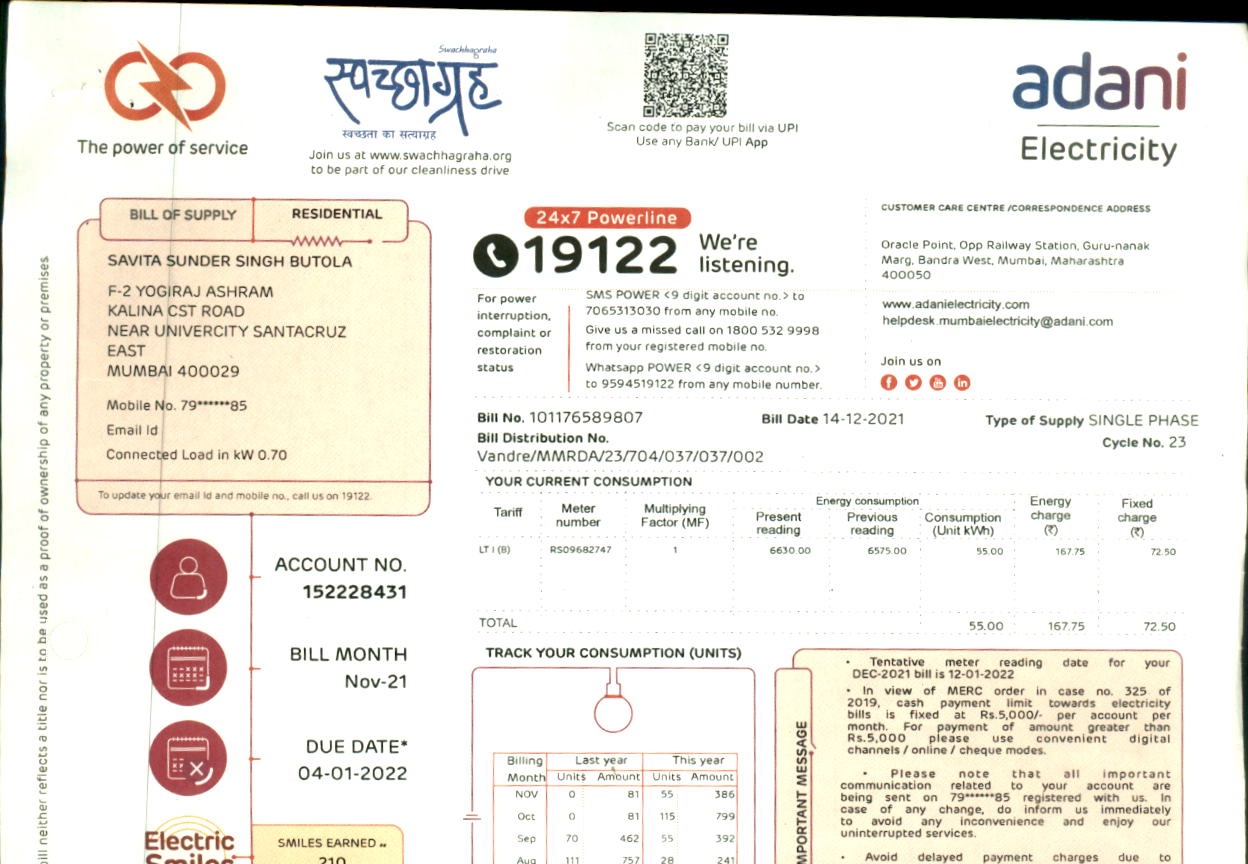 The power of service
Swachhagraha
स्वच्छाग्रह
स्वच्छता का सत्याग्रह
Join us at www.swachhagraha.org
to be part of our cleanliness drive
Scan code to pay your bill via UPI
Use any Bank/ UPI App
adani
Electricity
BILL OF SUPPLY
RESIDENTIAL
SAVITA SUNDER SINGH BUTOLA
F-2 YOGIRAJ ASHRAM
KALINA CST ROAD
NEAR UNIVERCITY SANTACRUZ
EAST
MUMBAI 400029
Mobile No. 79******85
Email Id
Connected Load in kW 0.70
To update your email Id and mobile no., call us on 19122.
24x7 Powerline
19122 We're
listening.
For power
interruption,
complaint or
restoration
status
SMS POWER <9 digit account no.> to
7065313030 from any mobile no.
Give us a missed call on 1800 532 9998
from your registered mobile no.
Whatsapp POWER <9 digit account no.>
to 9594519122 from any mobile number.
CUSTOMER CARE CENTRE /CORRESPONDENCE ADDRESS
Oracle Point, Opp Railway Station, Guru-nanak
Marg, Bandra West, Mumbai, Maharashtra
400050
www.adanielectricity.com
helpdesk.mumbaielectricity@adani.com
Join us on
Bill No. 101176589807 Bill Date 14-12-2021 Type of Supply SINGLE PHASE
Bill Distribution No. Cycle No. 23
Vandre/MMRDA/23/704/037/037/002
YOUR CURRENT CONSUMPTION
Tariff
Meter
number
Multiplying
Factor (MF)
Energy consumption
Present
reading
Previous
reading
Consumption
(Unit kWh)
Energy
charge
(₹)
Fixed
charge
(₹)
LT I (B) RS09682747 1 6630.00 6575.00 55.00 167.75 72.50
TOTAL 55.00 167.75 72.50
ACCOUNT NO.
152228431
BILL MONTH
Nov-21
DUE DATE*
04-01-2022
Electric
Smiles
SMILES EARNED
210
TRACK YOUR CONSUMPTION (UNITS)
Billing Last year This year
Month Units Amount Units Amount
NOV 0 81 55 386
Oct 0 81 115 799
Sep 70 462 55 392
Aug 111 757 28 241
IMPORTANT MESSAGE
• Tentative meter reading date for your
DEC-2021 bill is 12-01-2022
• In view of MERC order in case no. 325 of
2019, cash payment limit towards electricity
bills is fixed at Rs.5,000/- per account per
month. For payment of amount greater than
Rs.5,000 please use convenient digital
channels / online / cheque modes.
• Please note that all important
communication related to your account are
being sent on 79******85 registered with us. In
case of any change, do inform us immediately
to avoid any inconvenience and enjoy our
uninterrupted services.
• Avoid delayed payment charges due to
bill neither reflects a title nor is to be used as a proof of ownership of any property or premises.